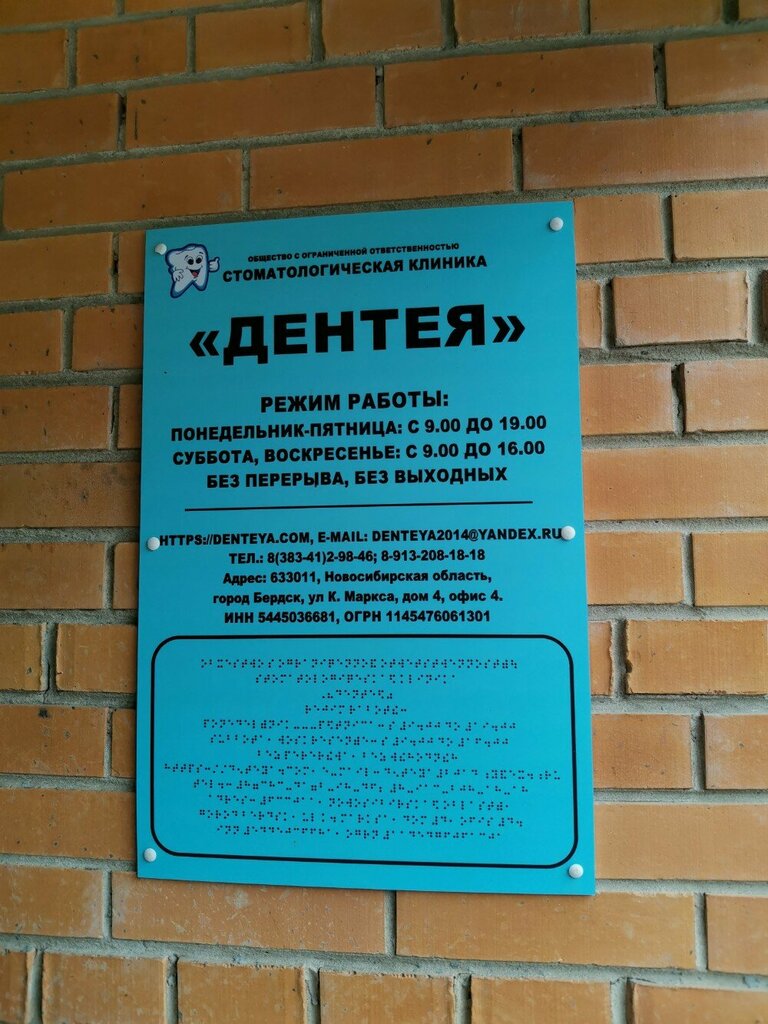 ОБЩЕСТВО С ОГРАНИЧЕННОЙ ОТВЕТСТВЕННОСТЬЮ
СТОМАТОЛОГИЧЕСКАЯ КЛИНИКА
«ДЕНТЕЯ»
РЕЖИМ РАБОТЫ:
ПОНЕДЕЛЬНИК-ПЯТНИЦА: С 9.00 ДО 19.00
СУББОТА, ВОСКРЕСЕНЬЕ: С 9.00 ДО 16.00
БЕЗ ПЕРЕРЫВА, БЕЗ ВЫХОДНЫХ
HTTPS://DENTEYA.COM, E-MAIL: DENTEYA2014@YANDEX.RU
ТЕЛ.: 8(383-41)2-98-46; 8-913-208-18-18
Адрес: 633011, Новосибирская область,
город Бердск, ул К. Маркса, дом 4, офис 4.
ИНН 5445036681, ОГРН 1145476061301